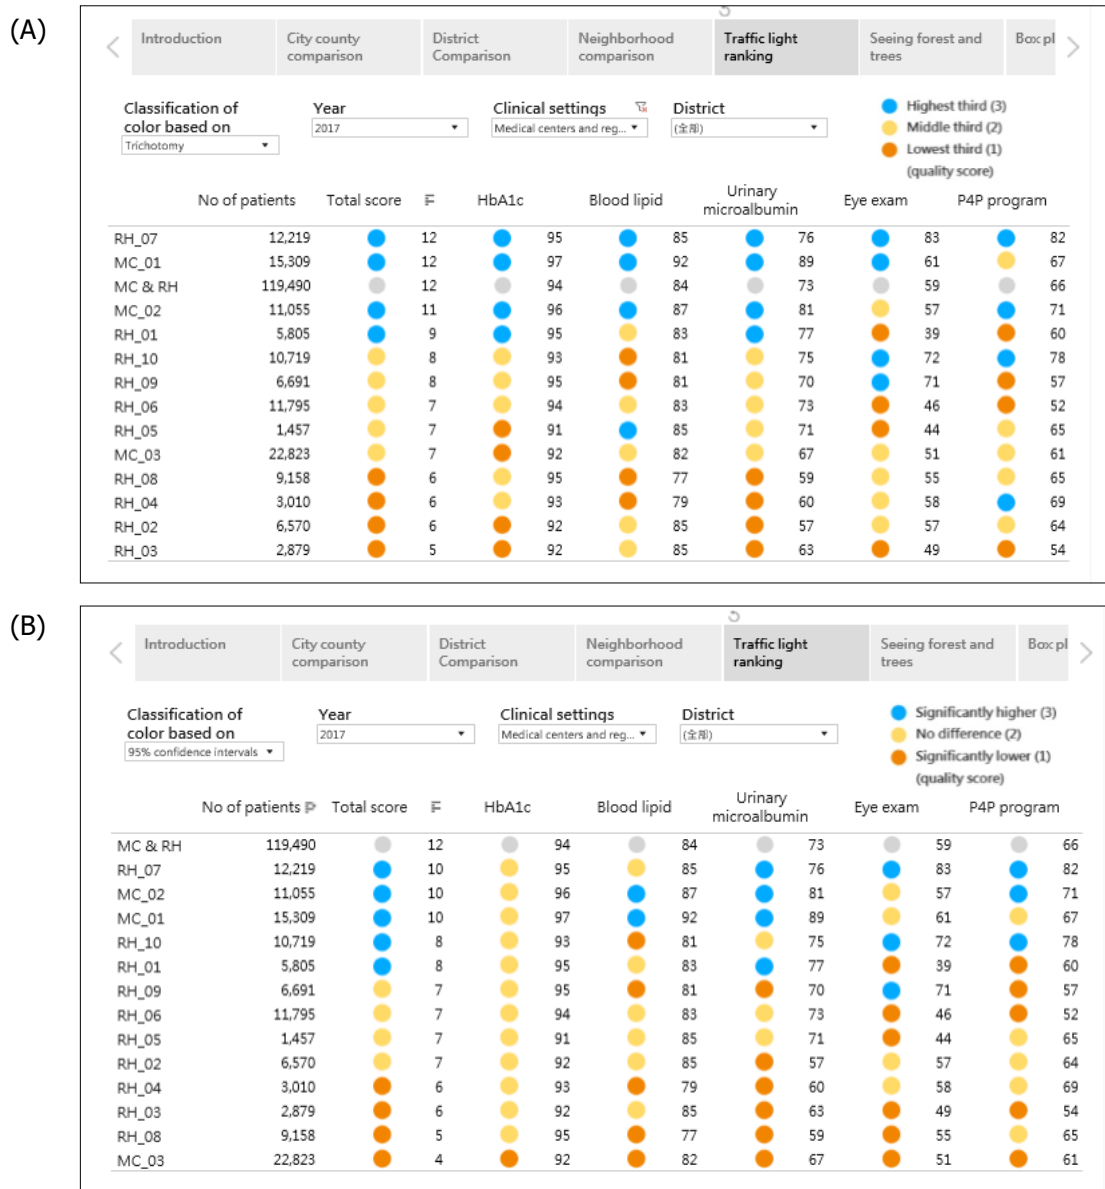 (A)
Introduction
City county comparison
District Comparison
Neighborhood comparison
Traffic light ranking
Seeing forest and trees
Box pl
Classification of color based on
Trichotomy
Year
2017
Clinical settings
Medical centers and reg...
District
(全部)
Highest third (3)
Middle third (2)
Lowest third (1)
(quality score)
No of patients Total score HbA1c Blood lipid Urinary microalbumin Eye exam P4P program
RH_07 12,219 12 95 85 76 83 82
MC_01 15,309 12 97 92 89 61 67
MC & RH 119,490 12 94 84 73 59 66
MC_02 11,055 11 96 87 81 57 71
RH_01 5,805 9 95 83 77 39 60
RH_10 10,719 8 93 81 75 72 78
RH_09 6,691 8 95 81 70 71 57
RH_06 11,795 7 94 83 73 46 52
RH_05 1,457 7 91 85 71 44 65
MC_03 22,823 7 92 82 67 51 61
RH_08 9,158 6 95 77 59 55 65
RH_04 3,010 6 93 79 60 58 69
RH_02 6,570 6 92 85 57 57 64
RH_03 2,879 5 92 85 63 49 54
(B)
Introduction
City county comparison
District Comparison
Neighborhood comparison
Traffic light ranking
Seeing forest and trees
Box pl
Classification of color based on
95% confidence intervals
Year
2017
Clinical settings
Medical centers and reg...
District
(全部)
Significantly higher (3)
No difference (2)
Significantly lower (1)
(quality score)
No of patients Total score HbA1c Blood lipid Urinary microalbumin Eye exam P4P program
MC & RH 119,490 12 94 84 73 59 66
RH_07 12,219 10 95 85 76 83 82
MC_02 11,055 10 96 87 81 57 71
MC_01 15,309 10 97 92 89 61 67
RH_10 10,719 8 93 81 75 72 78
RH_01 5,805 8 95 83 77 39 60
RH_09 6,691 7 95 81 70 71 57
RH_06 11,795 7 94 83 73 46 52
RH_05 1,457 7 91 85 71 44 65
RH_02 6,570 7 92 85 57 57 64
RH_04 3,010 6 93 79 60 58 69
RH_03 2,879 6 92 85 63 49 54
RH_08 9,158 5 95 77 59 55 65
MC_03 22,823 4 92 82 67 51 61